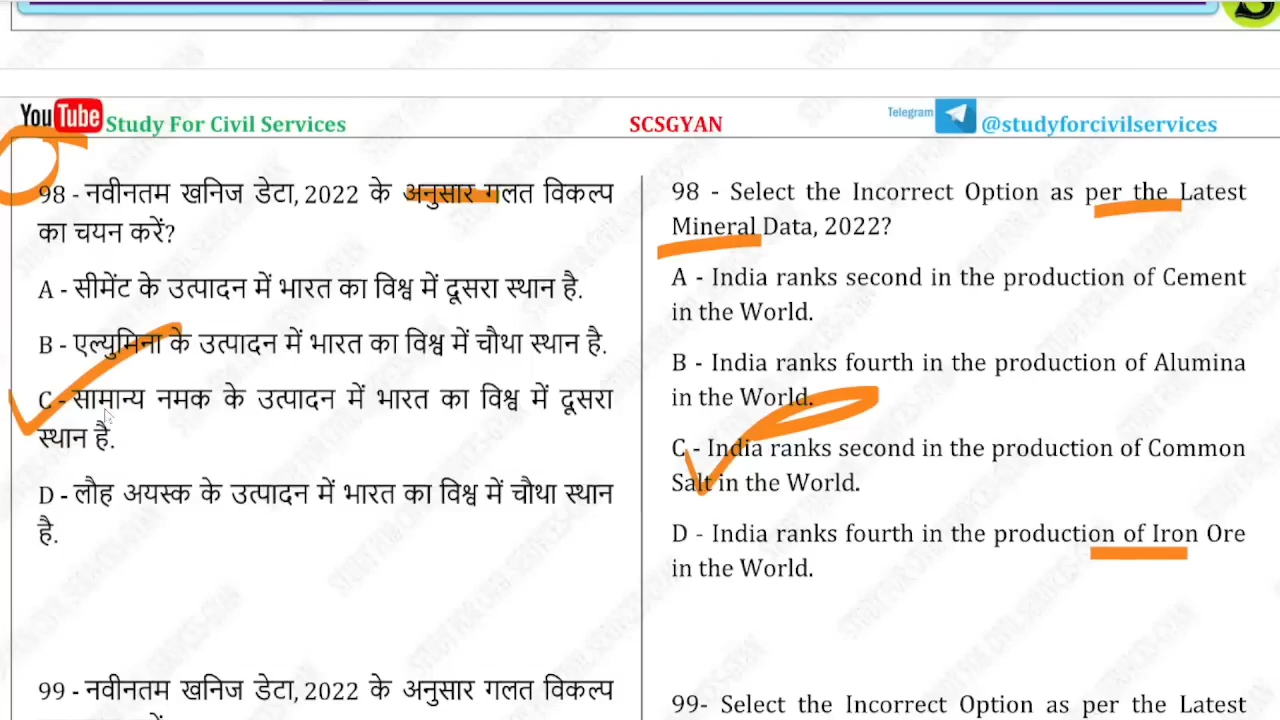 YouTube Study For Civil Services
SCSGYAN
Telegram @studyforcivilservices
98 - नवीनतम खनिज डेटा, 2022 के अनुसार गलत विकल्प
का चयन करें?
A - सीमेंट के उत्पादन में भारत का विश्व में दूसरा स्थान है.
B - एल्युमिना के उत्पादन में भारत का विश्व में चौथा स्थान है.
C - सामान्य नमक के उत्पादन में भारत का विश्व में दूसरा
स्थान है.
D - लौह अयस्क के उत्पादन में भारत का विश्व में चौथा स्थान
है.
99 - नवीनतम खनिज डेटा, 2022 के अनुसार गलत विकल्प
98 - Select the Incorrect Option as per the Latest
Mineral Data, 2022?
A - India ranks second in the production of Cement
in the World.
B - India ranks fourth in the production of Alumina
in the World.
C - India ranks second in the production of Common
Salt in the World.
D - India ranks fourth in the production of Iron Ore
in the World.
99- Select the Incorrect Option as per the Latest